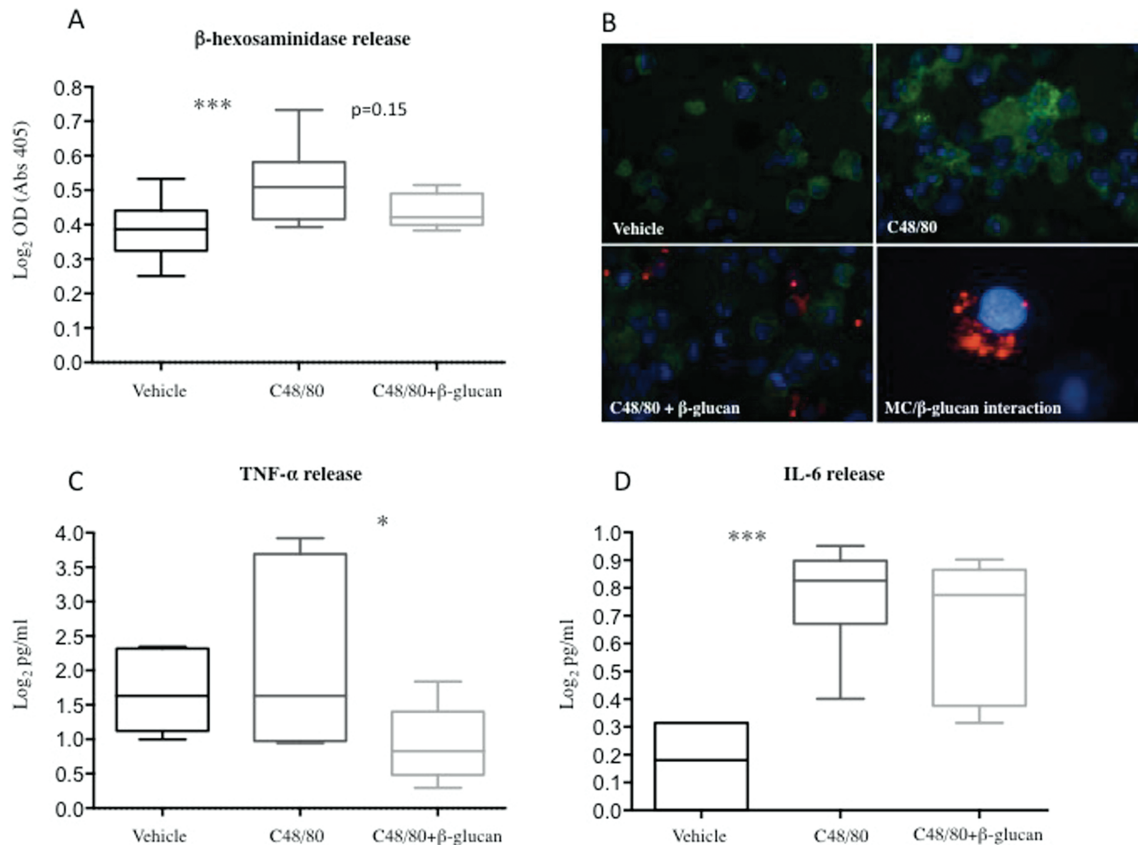 A
β-hexosaminidase release
Log₂ OD (Abs 405)
0.8
0.7
0.6
0.5
0.4
0.3
0.2
0.1
0.0
***
p=0.15
Vehicle
C48/80
C48/80+β-glucan
B
Vehicle
C48/80
C48/80 + β-glucan
MC/β-glucan interaction
C
TNF-α release
Log₂ pg/ml
4.0
3.5
3.0
2.5
2.0
1.5
1.0
0.5
0.0
*
Vehicle
C48/80
C48/80+β-glucan
D
IL-6 release
Log₂ pg/ml
1.0
0.9
0.8
0.7
0.6
0.5
0.4
0.3
0.2
0.1
0.0
***
Vehicle
C48/80
C48/80+β-glucan